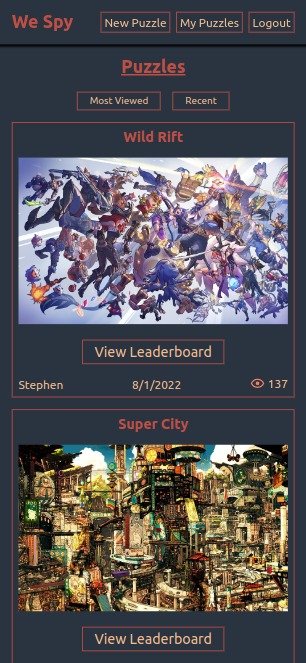 We Spy New Puzzle My Puzzles Logout
Puzzles
Most Viewed Recent
Wild Rift
View Leaderboard
Stephen 8/1/2022 137
Super City
View Leaderboard